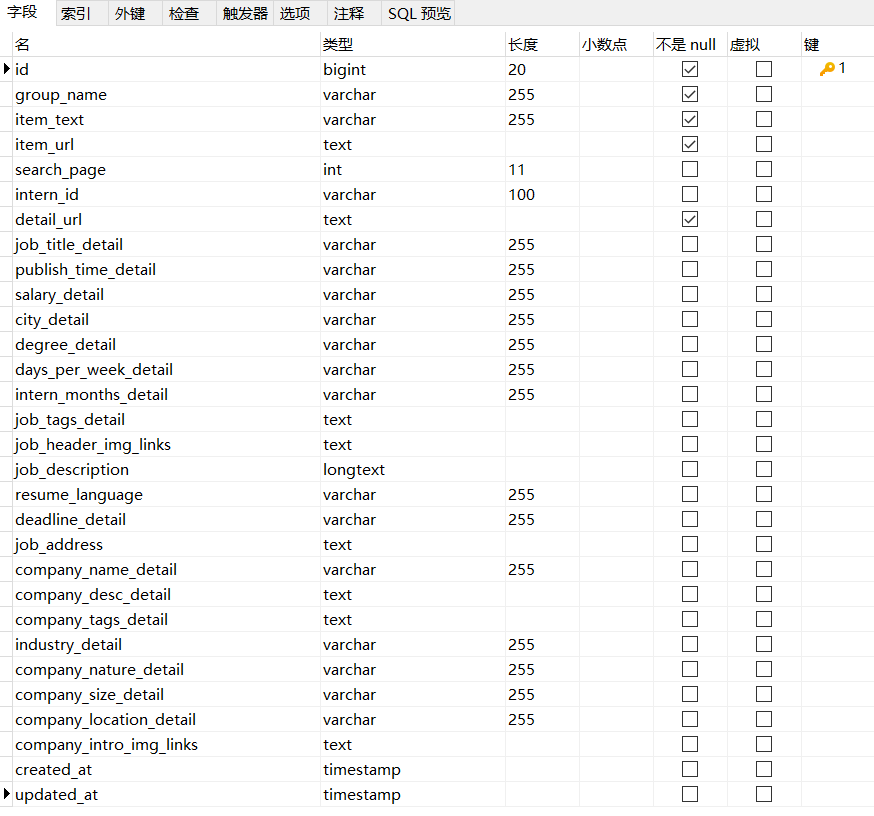 字段 索引 外键 检查 触发器 选项 注释 SQL 预览
名 类型 长度 小数点 不是 null 虚拟 键
id bigint 20 1
group_name varchar 255
item_text varchar 255
item_url text
search_page int 11
intern_id varchar 100
detail_url text
job_title_detail varchar 255
publish_time_detail varchar 255
salary_detail varchar 255
city_detail varchar 255
degree_detail varchar 255
days_per_week_detail varchar 255
intern_months_detail varchar 255
job_tags_detail text
job_header_img_links text
job_description longtext
resume_language varchar 255
deadline_detail varchar 255
job_address text
company_name_detail varchar 255
company_desc_detail text
company_tags_detail text
industry_detail varchar 255
company_nature_detail varchar 255
company_size_detail varchar 255
company_location_detail varchar 255
company_intro_img_links text
created_at timestamp
updated_at timestamp